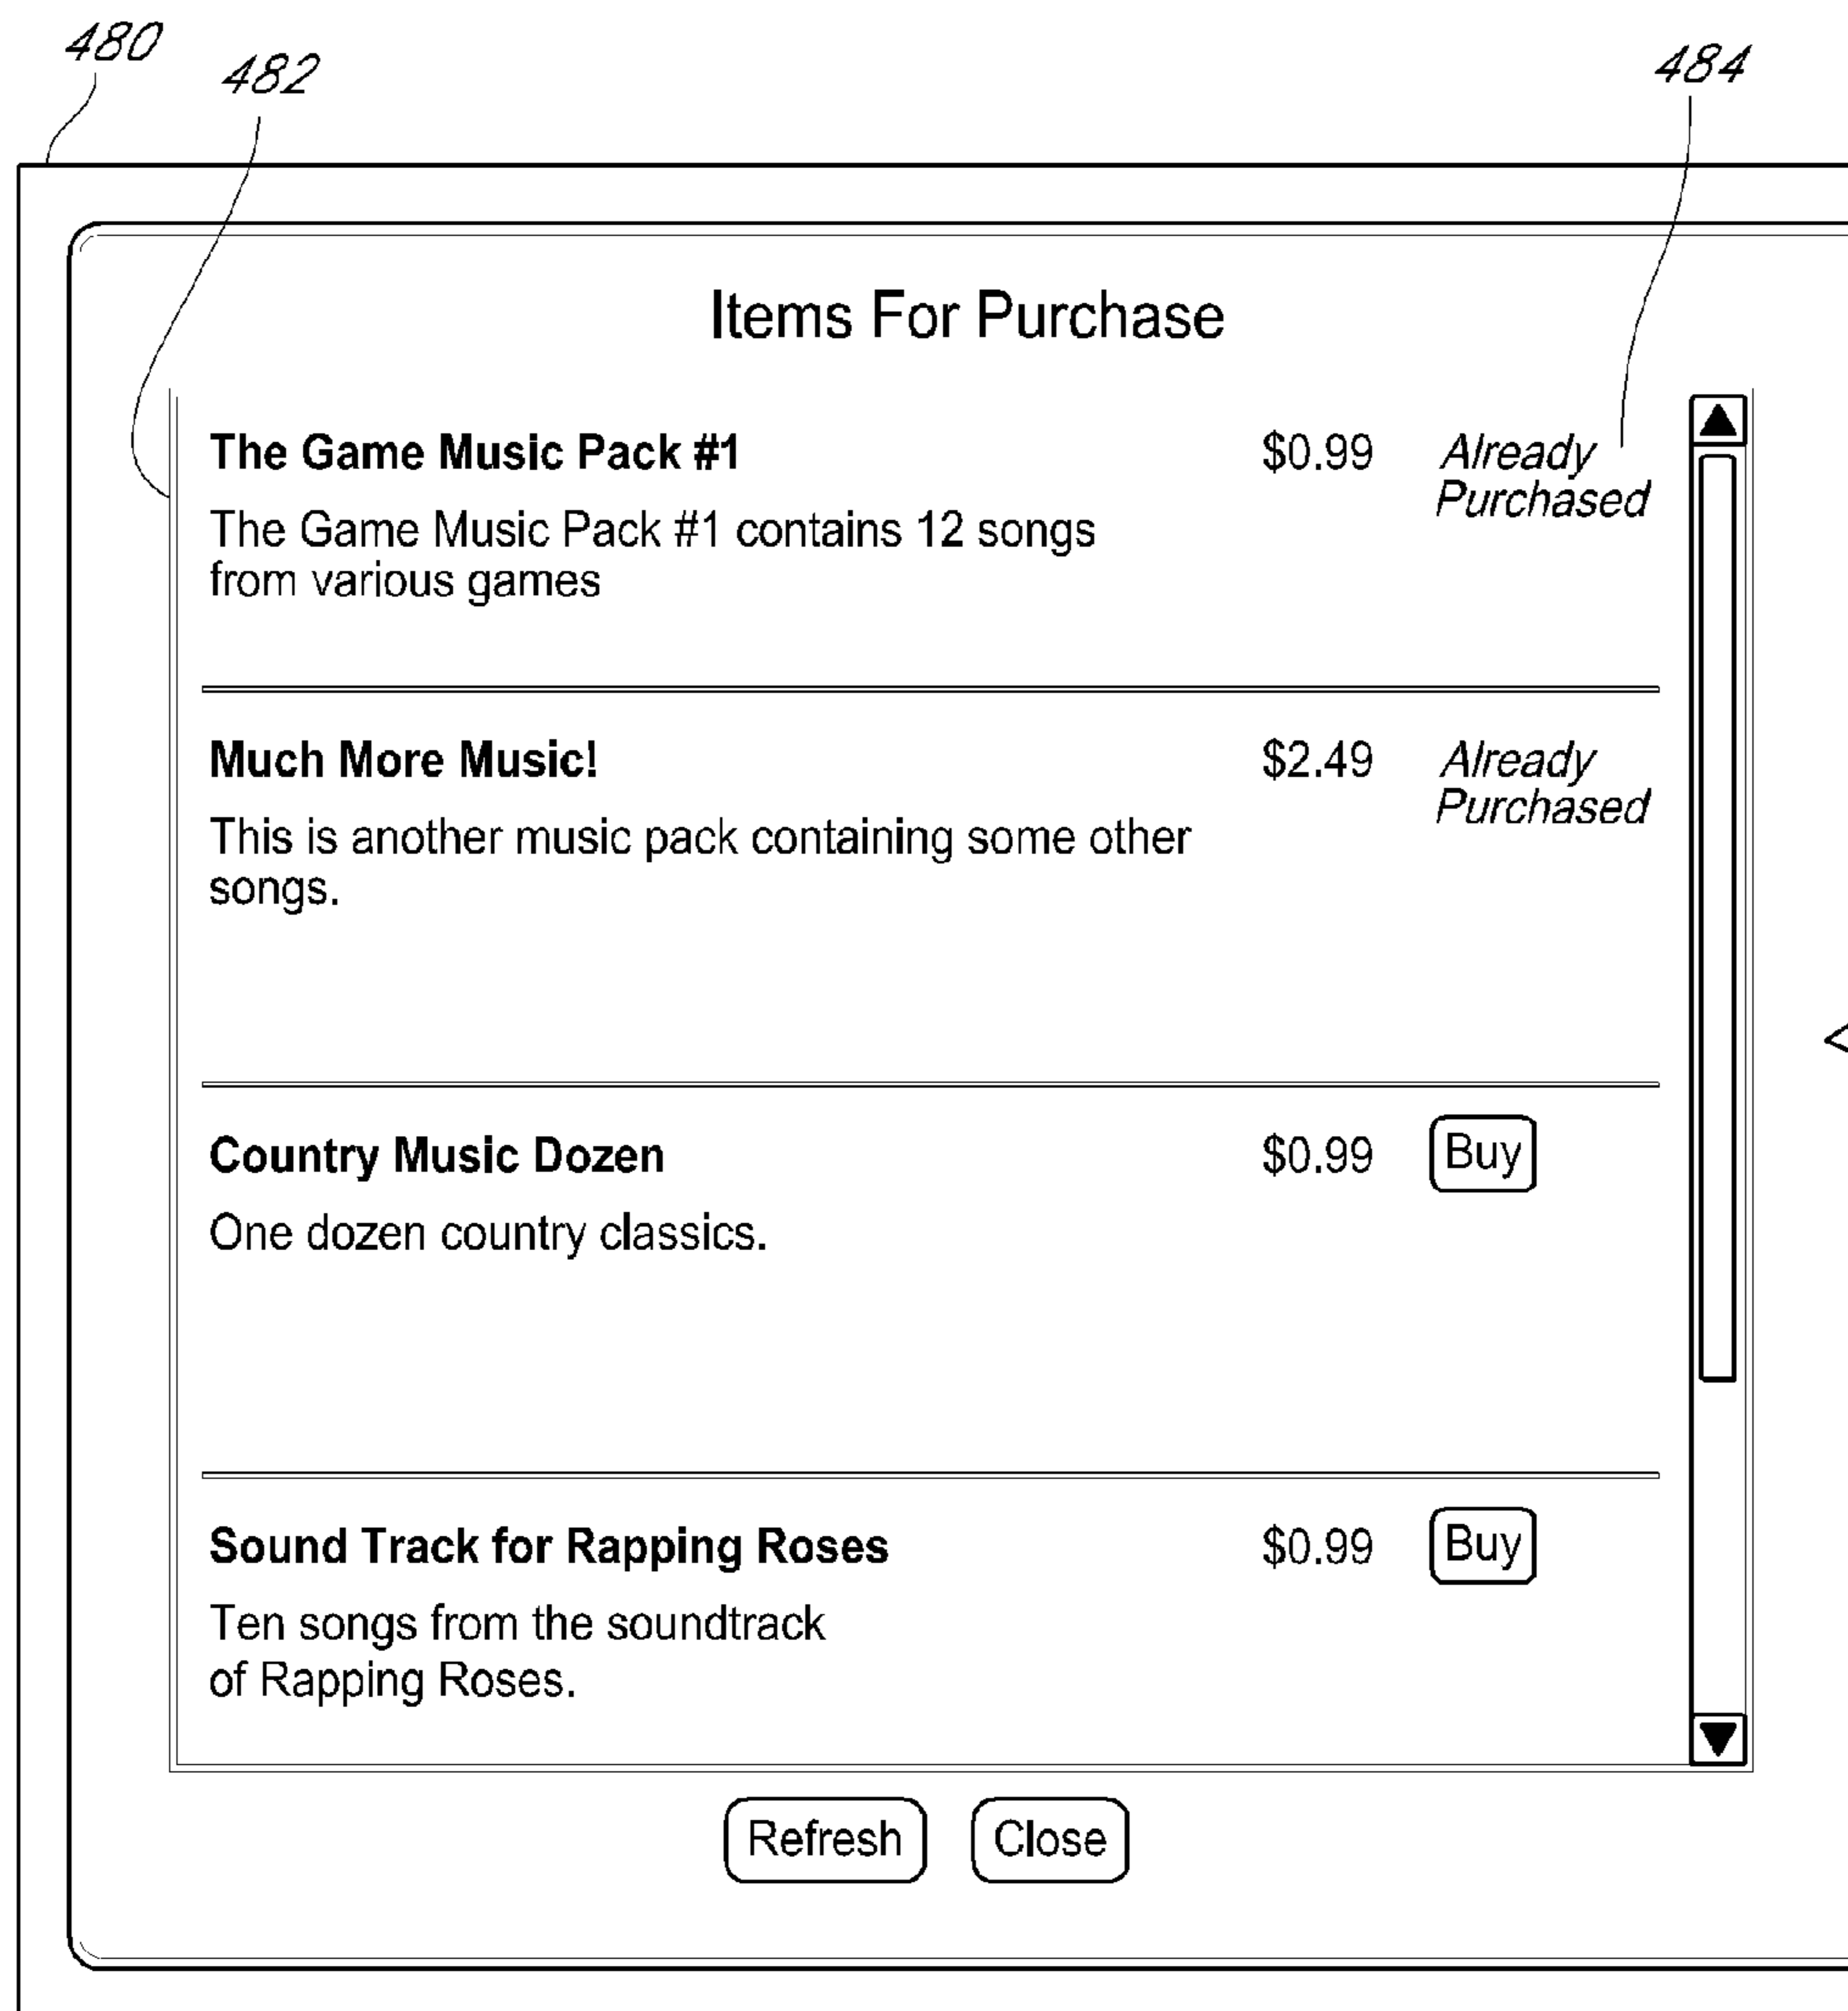 480
482
484
Items For Purchase
The Game Music Pack #1 $0.99 Already
Purchased
The Game Music Pack #1 contains 12 songs
from various games
Much More Music! $2.49 Already
Purchased
This is another music pack containing some other
songs.
Country Music Dozen $0.99 Buy
One dozen country classics.
Sound Track for Rapping Roses $0.99 Buy
Ten songs from the soundtrack
of Rapping Roses.
Refresh Close